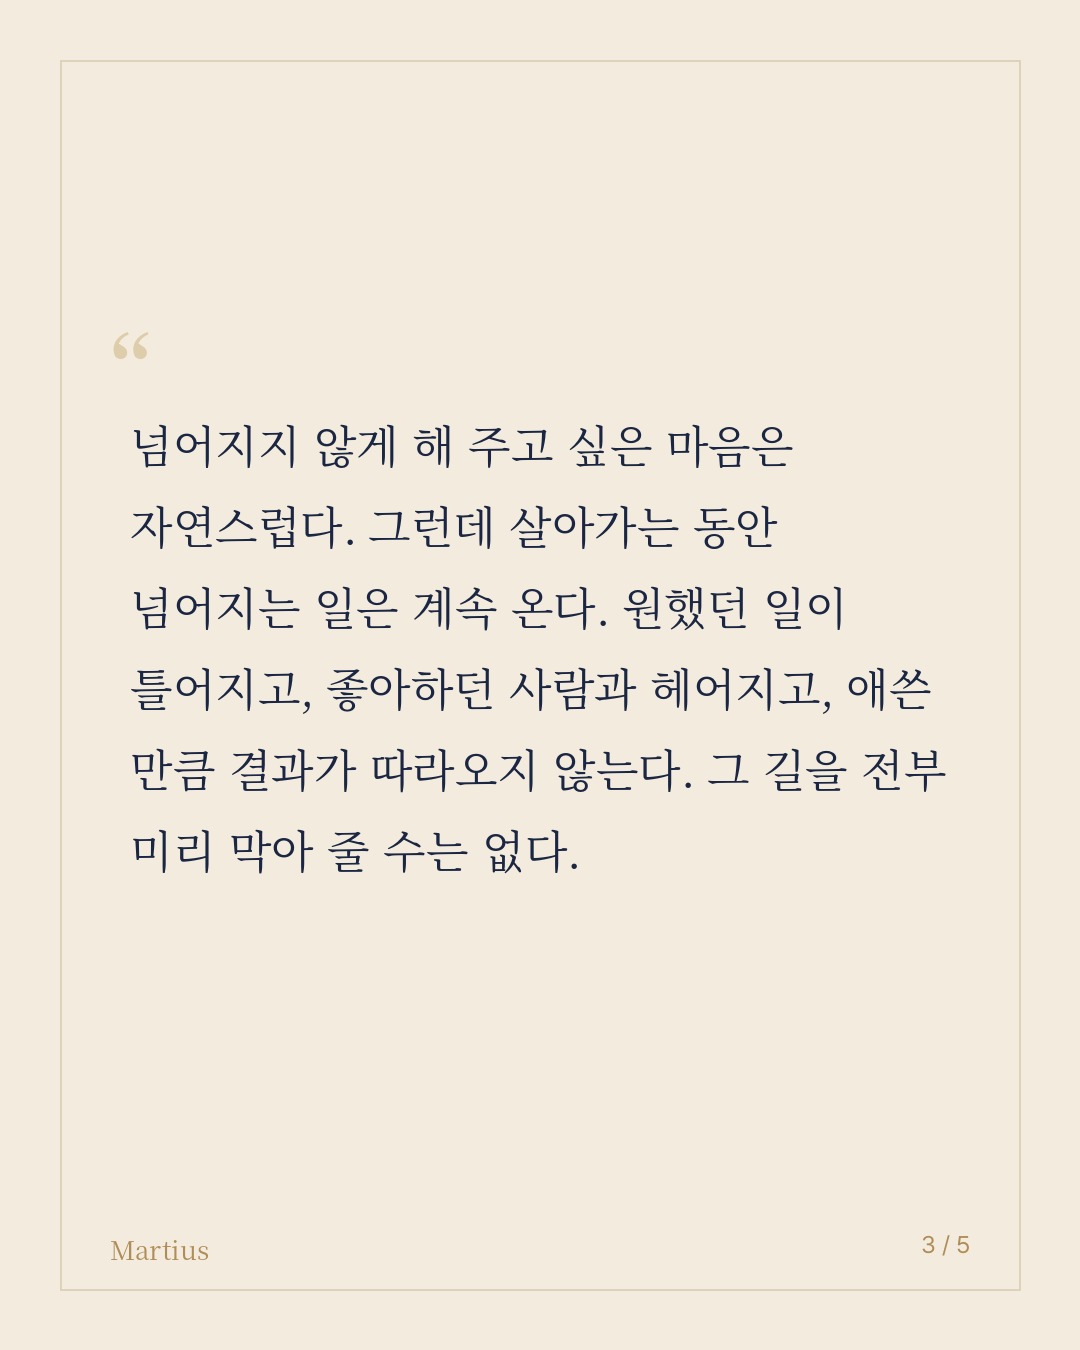 “
넘어지지 않게 해 주고 싶은 마음은
자연스럽다. 그런데 살아가는 동안
넘어지는 일은 계속 온다. 원했던 일이
틀어지고, 좋아하던 사람과 헤어지고, 애쓴
만큼 결과가 따라오지 않는다. 그 길을 전부
미리 막아 줄 수는 없다.
Martius
3 / 5